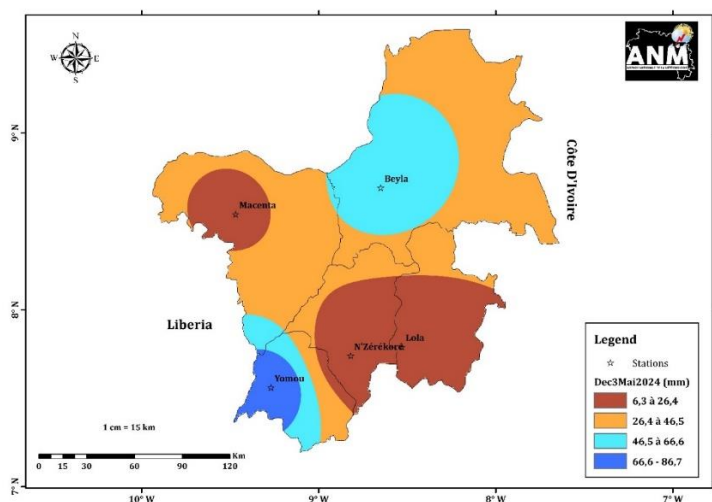 N
W E
S
ANM
9° N
Côte D'Ivoire
Beyla
Macenta
8° N
Liberia
Lola
N'Zérékoré
Yomou
Legend
Stations
Dec3Mai2024 (mm)
6,3 à 26,4
26,4 à 46,5
46,5 à 66,6
66,6 - 86,7
1 cm = 15 km
Km
0 15 30 60 90 120
7° N
10° W
9° W
8° W